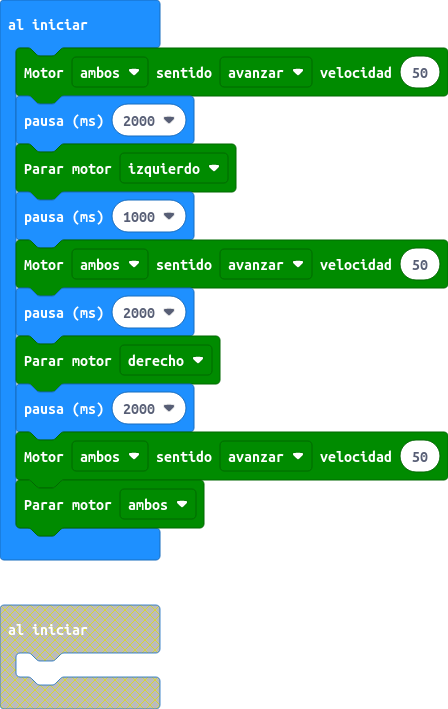 al iniciar
Motor ambos sentido avanzar velocidad 50
pausa (ms) 2000
Parar motor izquierdo
pausa (ms) 1000
Motor ambos sentido avanzar velocidad 50
pausa (ms) 2000
Parar motor derecho
pausa (ms) 2000
Motor ambos sentido avanzar velocidad 50
Parar motor ambos
al iniciar